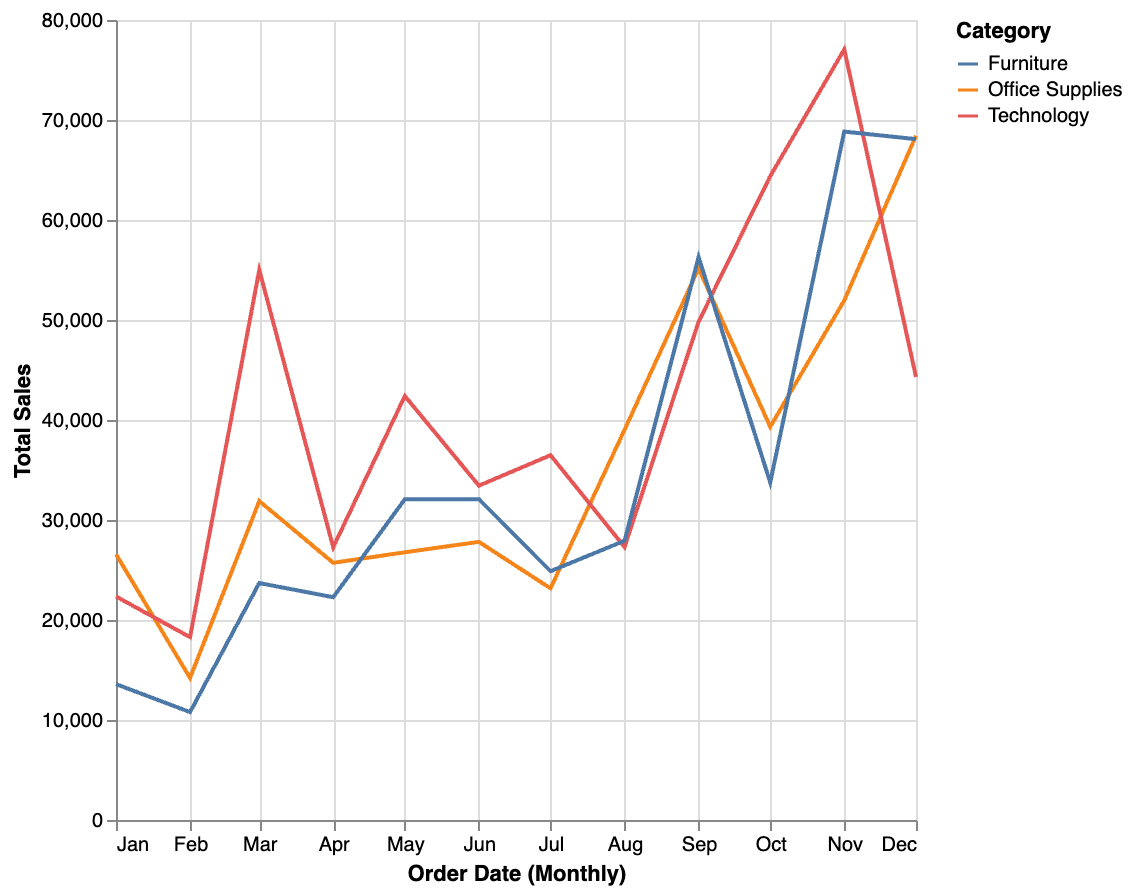 80,000
70,000
60,000
50,000
40,000
30,000
20,000
10,000
0
Total Sales
Jan Feb Mar Apr May Jun Jul Aug Sep Oct Nov Dec
Order Date (Monthly)
Category
Furniture
Office Supplies
Technology